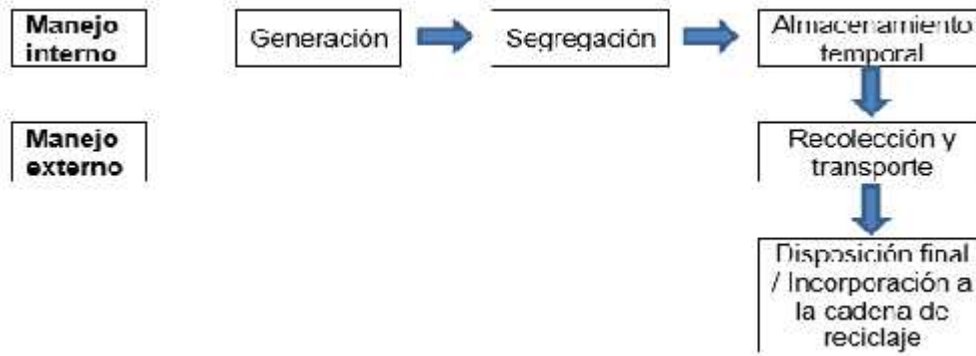 Manejo
interno
Generación
Segregación
Almacenamiento
temporal
Manejo
externo
Recolección y
transporte
Disposición final
/ Incorporación a
la cadena de
reciclaje